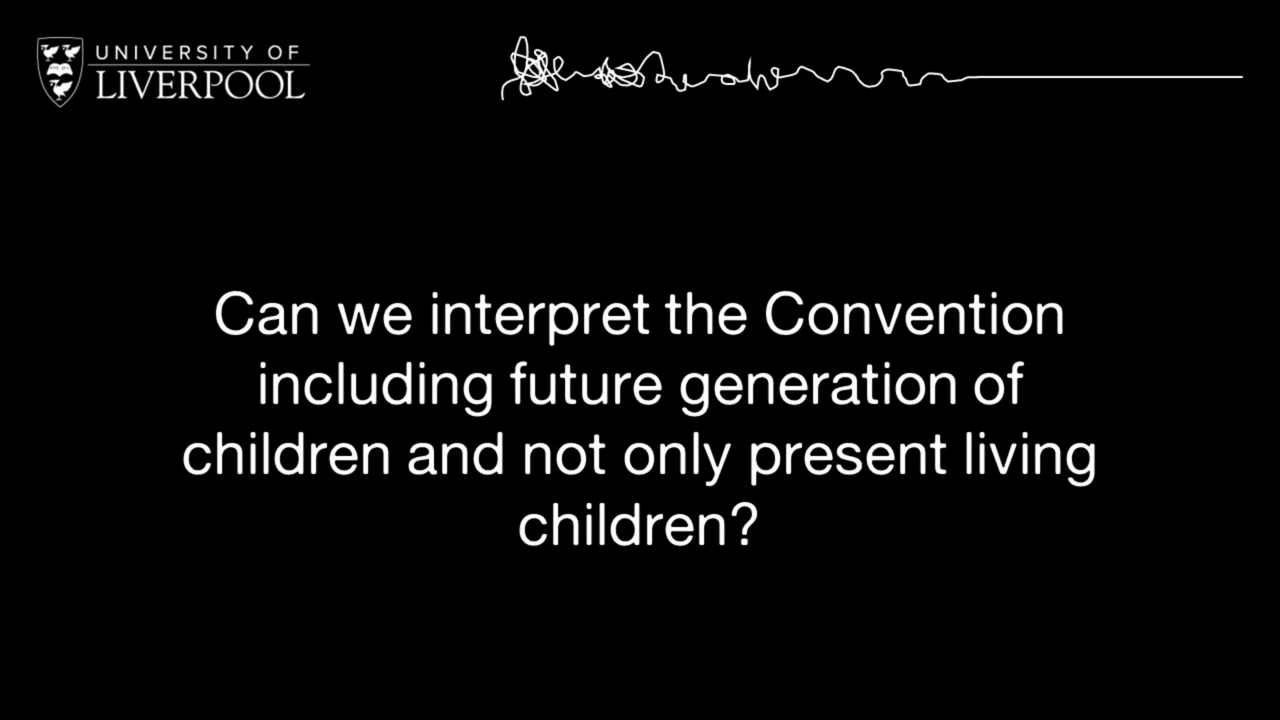 UNIVERSITY OF
LIVERPOOL
Can we interpret the Convention
including future generation of
children and not only present living
children?